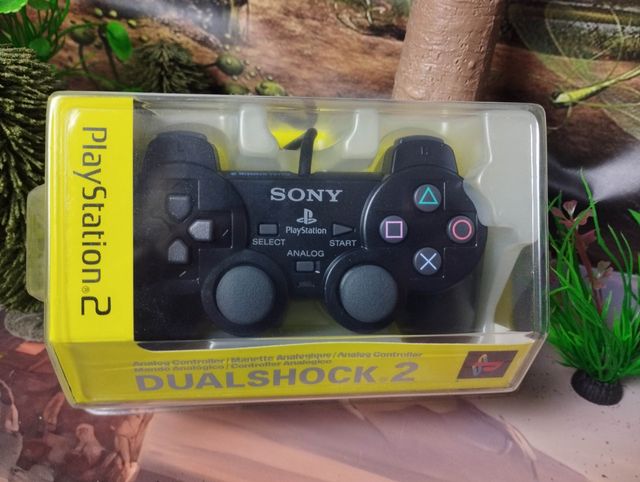 PlayStation®2
SONY
PlayStation
SELECT
START
ANALOG
Analog Controller / Manette Analogique / Analog Controller
Mando Analógico / Controller Analogico
DUALSHOCK®2